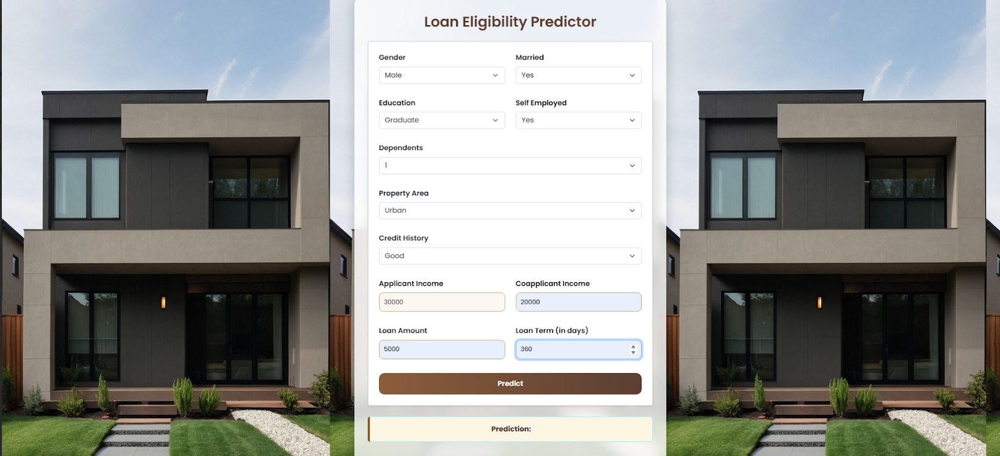 Loan Eligibility Predictor
Gender Married
Male Yes
Education Self Employed
Graduate Yes
Dependents
1
Property Area
Urban
Credit History
Good
Applicant Income Coapplicant Income
30000 20000
Loan Amount Loan Term (in days)
5000 360
Predict
Prediction: